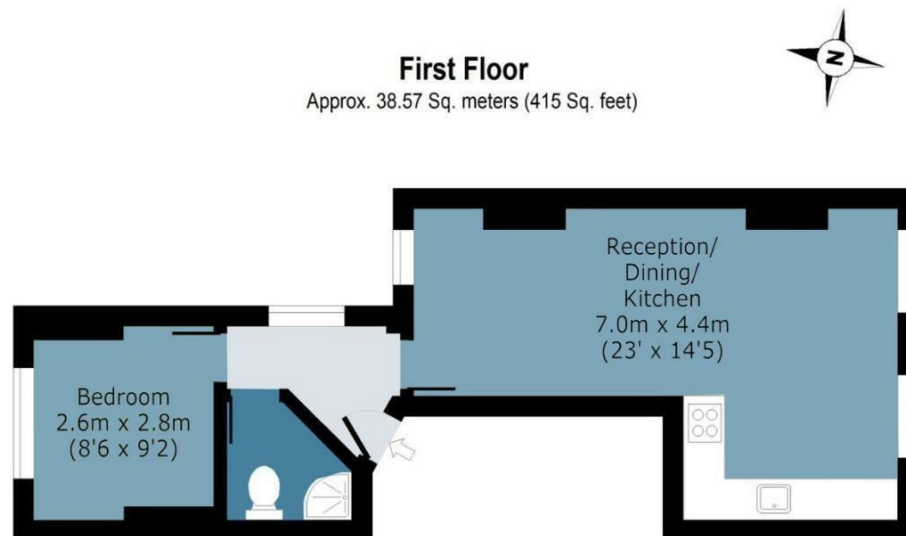 First Floor
Approx. 38.57 Sq. meters (415 Sq. feet)
N
Reception/
Dining/
Kitchen
7.0m x 4.4m
(23' x 14'5)
Bedroom
2.6m x 2.8m
(8'6 x 9'2)